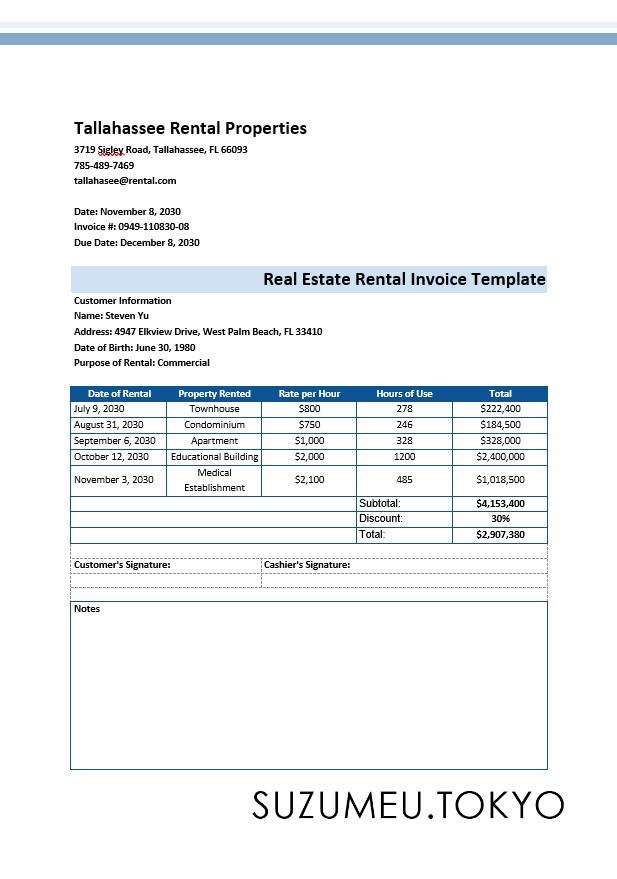 Tallahassee Rental Properties
3719 Sigley Road, Tallahassee, FL 66093
785-489-7469
tallahasee@rental.com
Date: November 8, 2030
Invoice #: 0949-110830-08
Due Date: December 8, 2030
Real Estate Rental Invoice Template
Customer Information
Name: Steven Yu
Address: 4947 Elkview Drive, West Palm Beach, FL 33410
Date of Birth: June 30, 1980
Purpose of Rental: Commercial
Date of Rental Property Rented Rate per Hour Hours of Use Total
July 9, 2030 Townhouse $800 278 $222,400
August 31, 2030 Condominium $750 246 $184,500
September 6, 2030 Apartment $1,000 328 $328,000
October 12, 2030 Educational Building $2,000 1200 $2,400,000
November 3, 2030 Medical Establishment $2,100 485 $1,018,500
Subtotal: $4,153,400
Discount: 30%
Total: $2,907,380
Customer's Signature: Cashier's Signature:
Notes
SUZUMEU.TOKYO